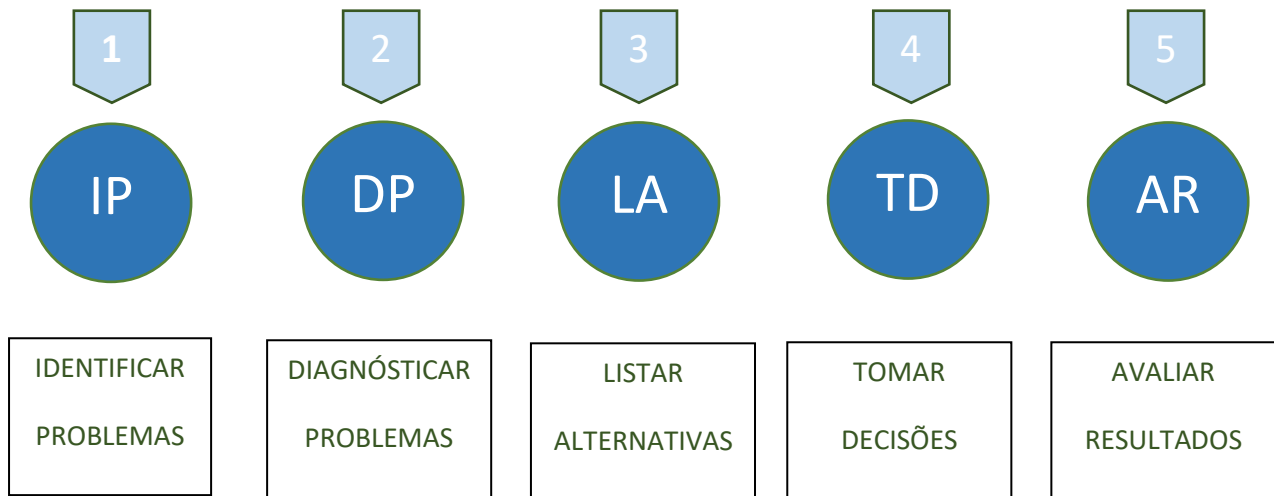 1
2
3
4
5
IP
DP
LA
TD
AR
IDENTIFICAR
PROBLEMAS
DIAGNÓSTICAR
PROBLEMAS
LISTAR
ALTERNATIVAS
TOMAR
DECISÕES
AVALIAR
RESULTADOS